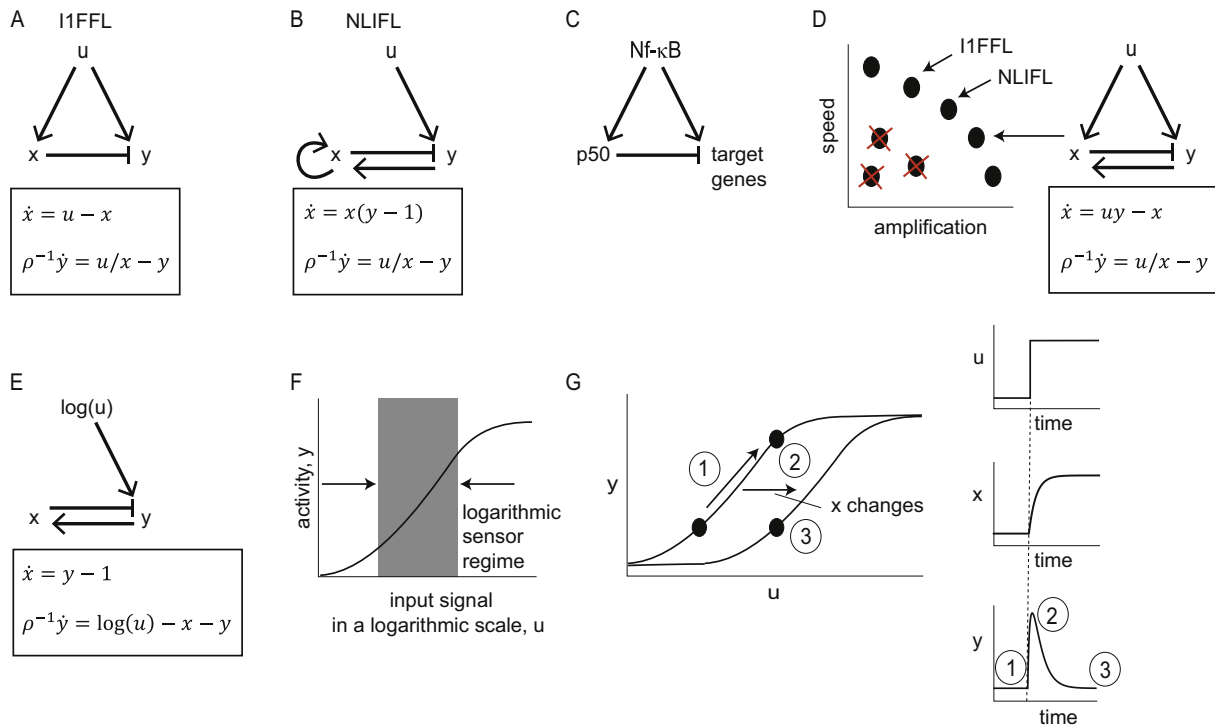 A
I1FFL
u
x
y
ẋ = u − x
ρ⁻¹ẏ = u/x − y
B
NLIFL
u
x
y
ẋ = x(y − 1)
ρ⁻¹ẏ = u/x − y
C
Nf-κB
p50
target
genes
D
speed
amplification
I1FFL
NLIFL
u
x
y
ẋ = uy − x
ρ⁻¹ẏ = u/x − y
E
log(u)
x
y
ẋ = y − 1
ρ⁻¹ẏ = log(u) − x − y
F
activity, y
logarithmic
sensor
regime
input signal
in a logarithmic scale, u
G
y
1
2
x changes
3
u
u
time
x
time
y
1
2
3
time